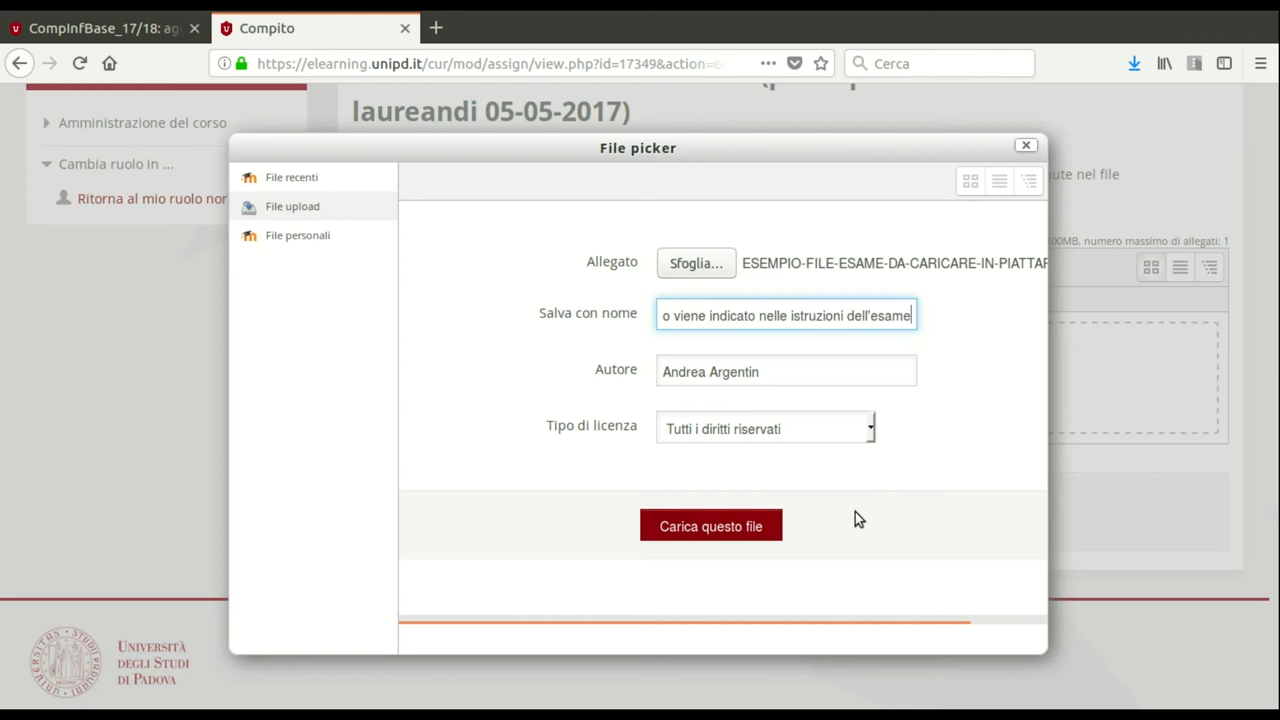 CompInfBase_17/18: ag
Compito
https://elearning.unipd.it/cur/mod/assign/view.php?id=17349&action=e
Cerca
laureandi 05-05-2017)
Amministrazione del corso
Cambia ruolo in ...
Ritorna al mio ruolo nor
nute nel file
00MB, numero massimo di allegati: 1
File picker
File recenti
File upload
File personali
Allegato
Sfoglia... ESEMPIO-FILE-ESAME-DA-CARICARE-IN-PIATTAF
Salva con nome
o viene indicato nelle istruzioni dell'esame
Autore
Andrea Argentin
Tipo di licenza
Tutti i diritti riservati
Carica questo file
UNIVERSITÀ
DEGLI STUDI
DI PADOVA